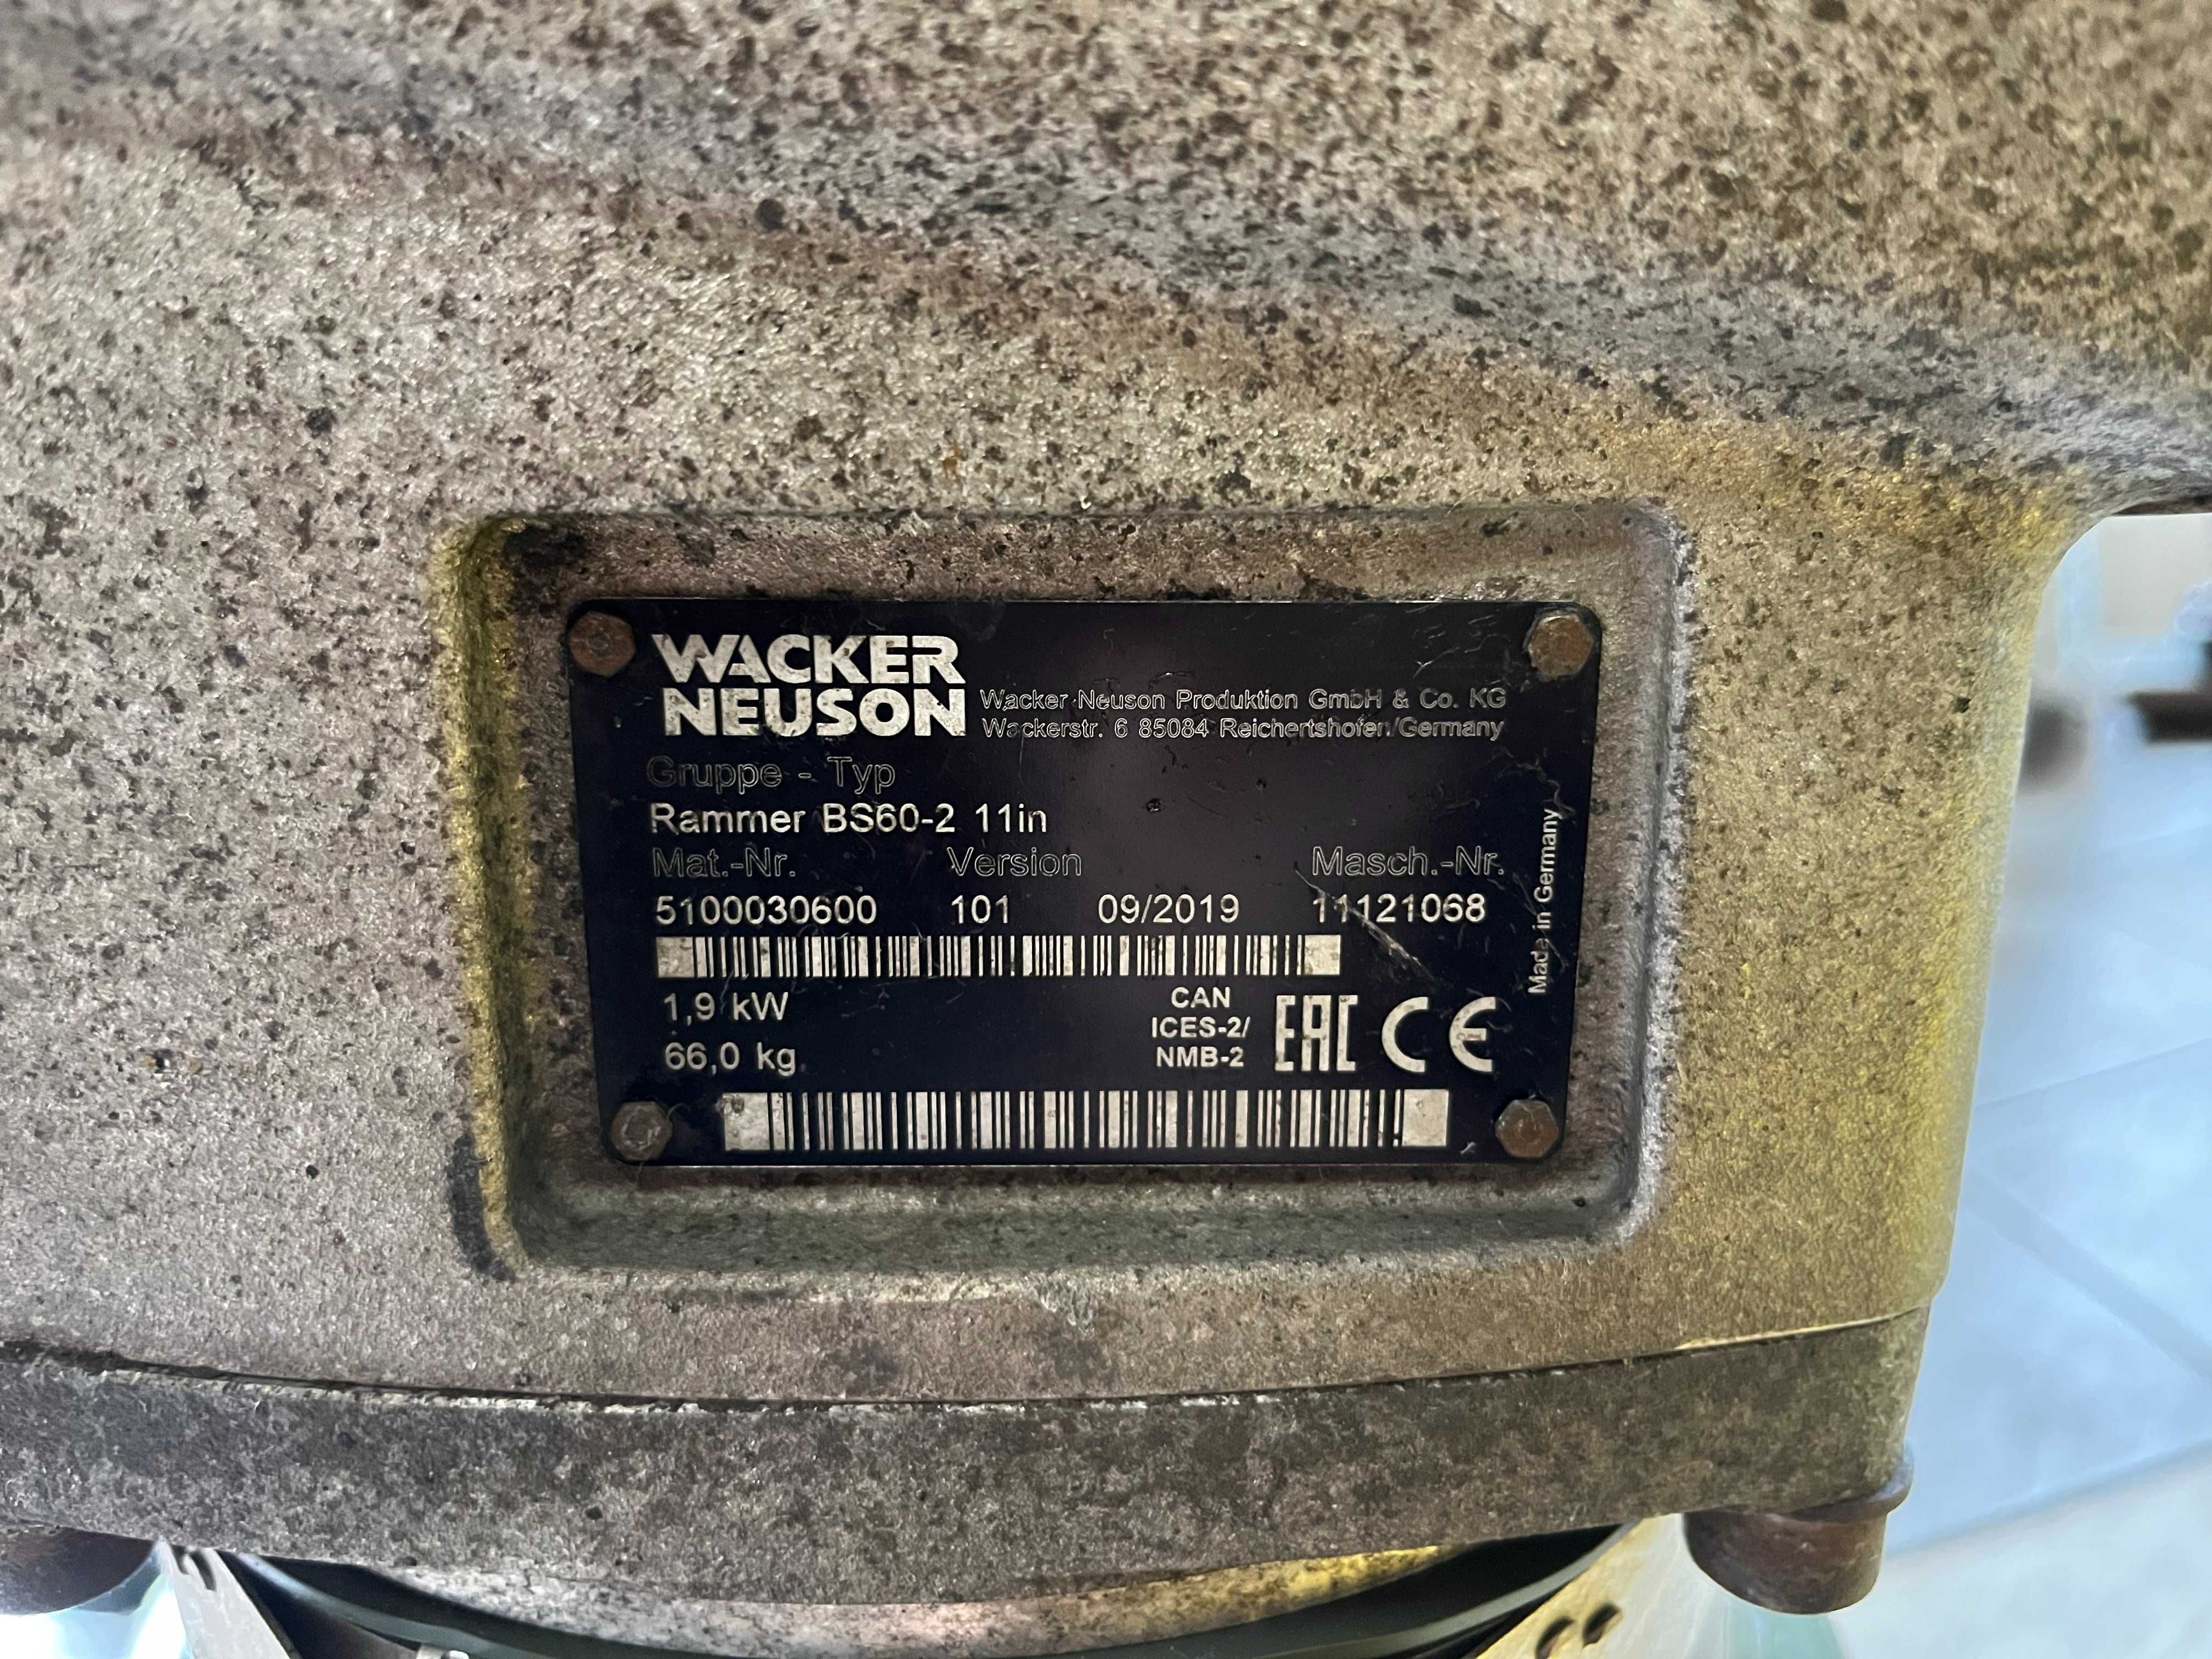 WACKER
NEUSON
Wacker Neuson Produktion GmbH & Co. KG
Wackerstr. 6 85084 Reichertshofen/Germany
Gruppe - Typ
Rammer BS60-2 11in
Mat.-Nr. Version Masch.-Nr.
5100030600 101 09/2019 11121068
Made in Germany
1,9 kW
66,0 kg
CAN
ICES-2/
NMB-2
EAC CE